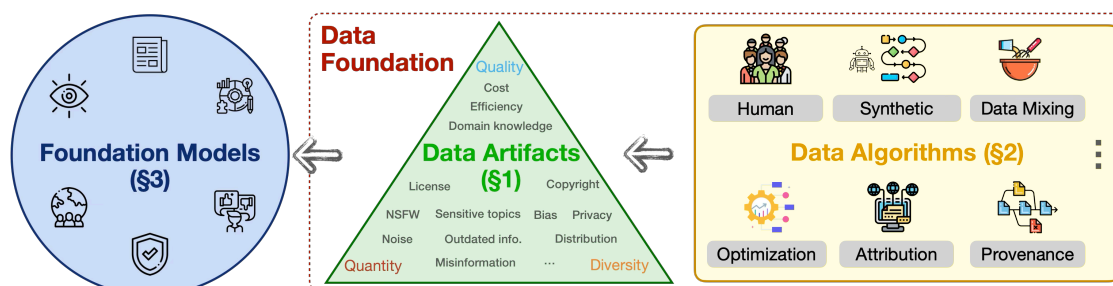 Foundation Models
(§3)
Data
Foundation
Quality
Cost
Efficiency
Domain knowledge
Data Artifacts
(§1)
License
Copyright
NSFW
Sensitive topics
Bias
Privacy
Noise
Outdated info.
Distribution
Quantity
Misinformation
...
Diversity
Human
Synthetic
Data Mixing
Data Algorithms (§2)
Optimization
Attribution
Provenance